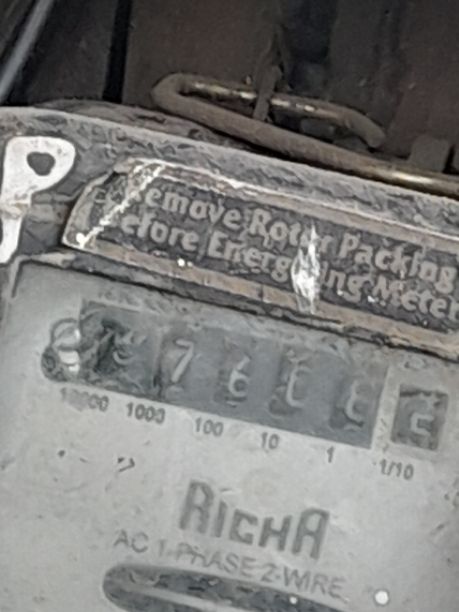 Remove Rotor Packing
Before Energising Meter
10000 1000 100 10 1 1/10
RICHA
AC 1-PHASE 2-WIRE